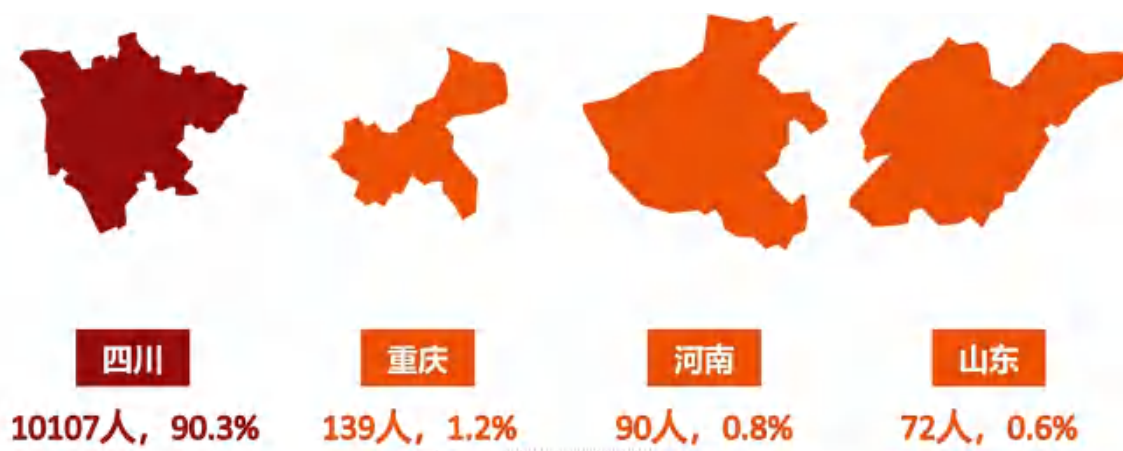 四川
重庆
河南
山东
10107人，90.3%
139人，1.2%
90人，0.8%
72人，0.6%